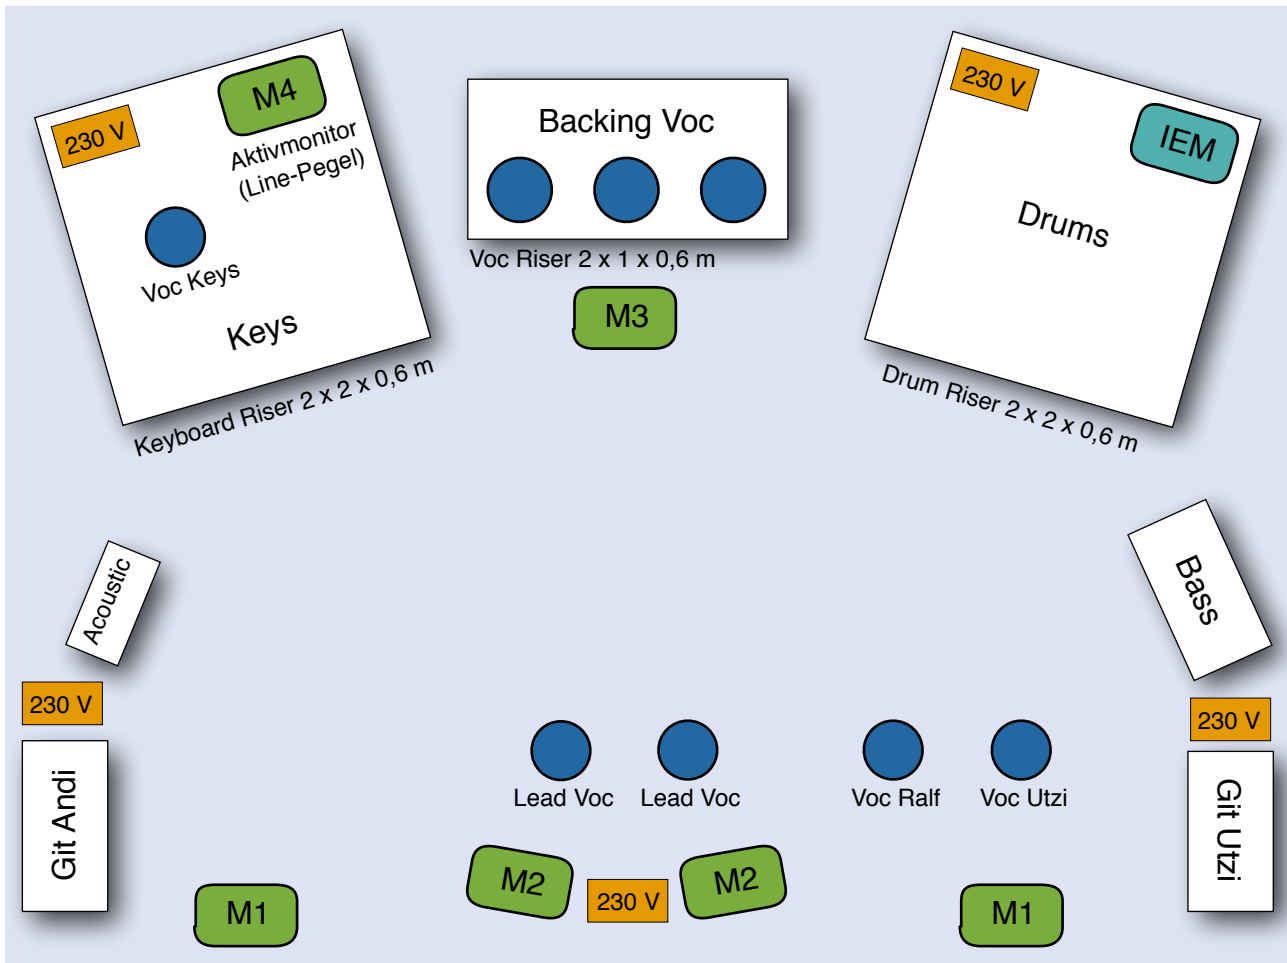 230 V
M4
Aktivmonitor
(Line-Pegel)
Voc Keys
Keys
Keyboard Riser 2 x 2 x 0,6 m
Backing Voc
Voc Riser 2 x 1 x 0,6 m
M3
230 V
IEM
Drums
Drum Riser 2 x 2 x 0,6 m
Acoustic
230 V
Git Andi
M1
Lead Voc
Lead Voc
M2
230 V
M2
Voc Ralf
Voc Utzi
M1
Bass
230 V
Git Utzi